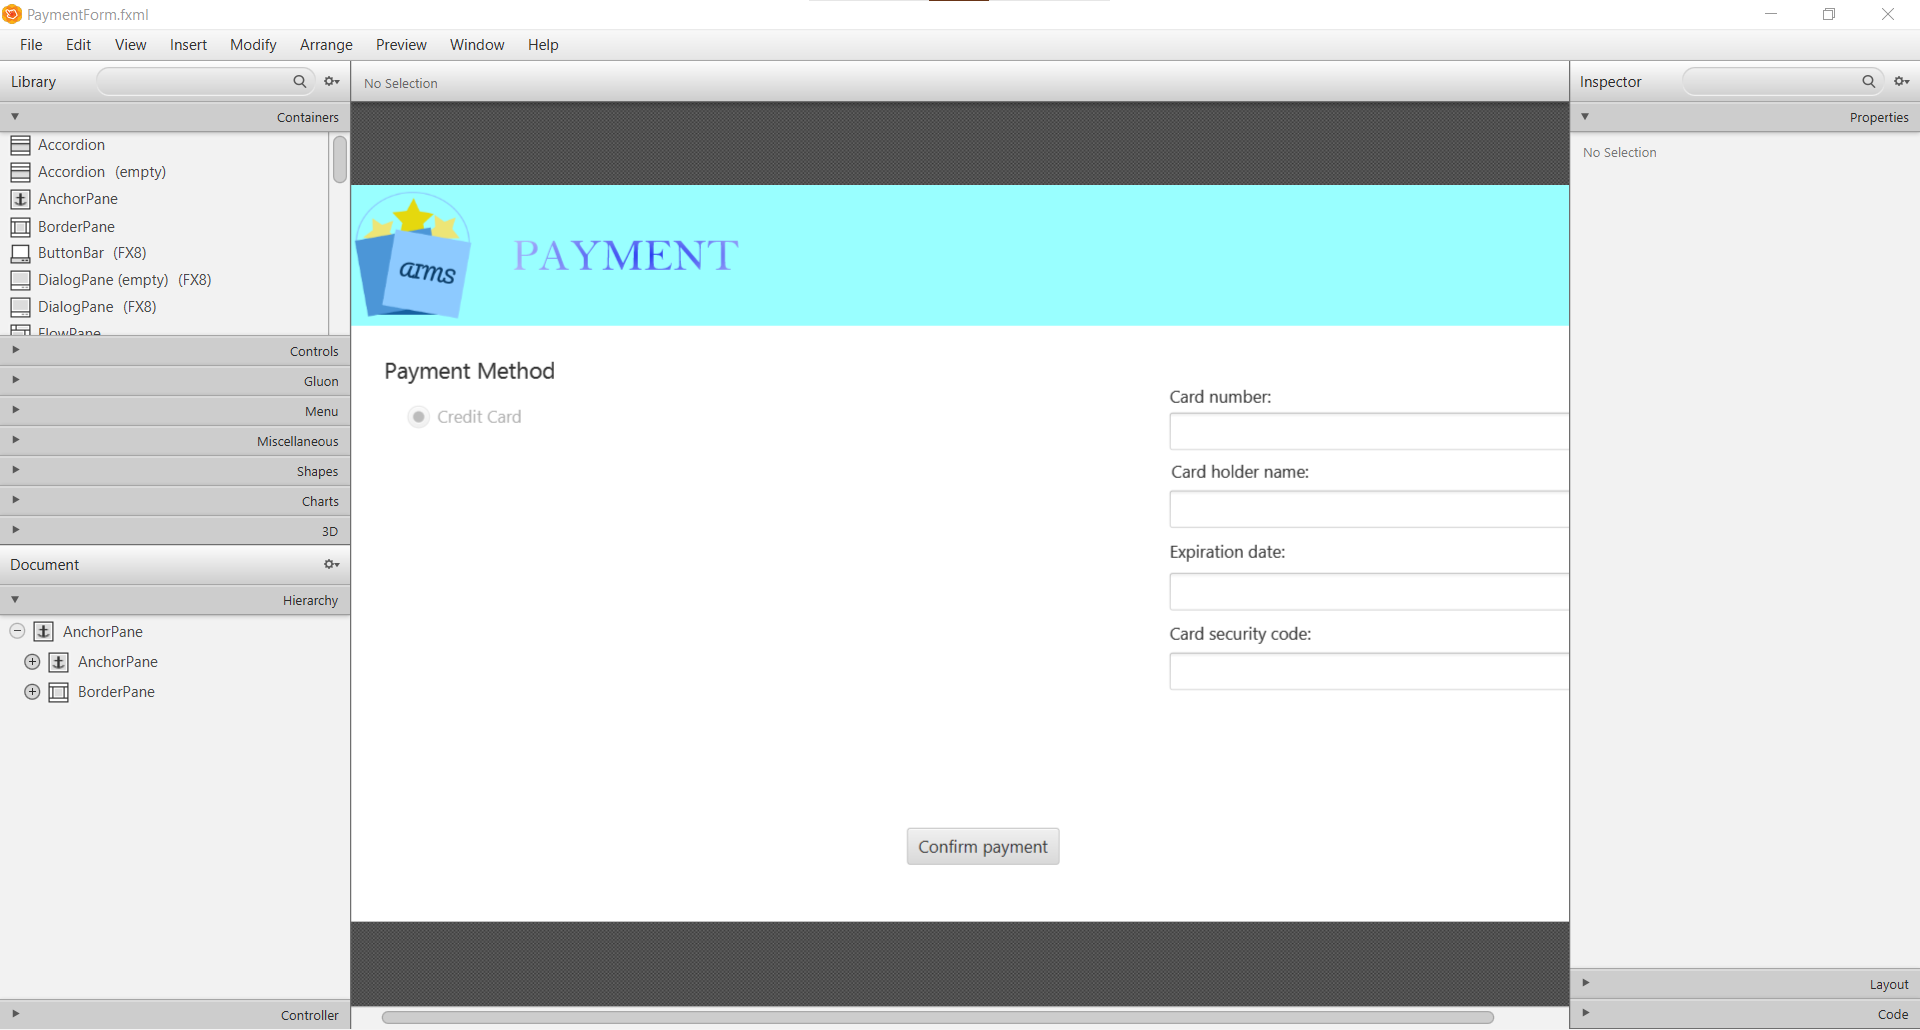 PaymentForm.fxml
File Edit View Insert Modify Arrange Preview Window Help
Library
No Selection
Inspector
Containers
Properties
Accordion
Accordion (empty)
AnchorPane
BorderPane
ButtonBar (FX8)
DialogPane (empty) (FX8)
DialogPane (FX8)
FlowPane
Controls
Gluon
Menu
Miscellaneous
Shapes
Charts
3D
Document
Hierarchy
AnchorPane
AnchorPane
BorderPane
Controller
arms
PAYMENT
Payment Method
Credit Card
Card number:
Card holder name:
Expiration date:
Card security code:
Confirm payment
No Selection
Layout
Code